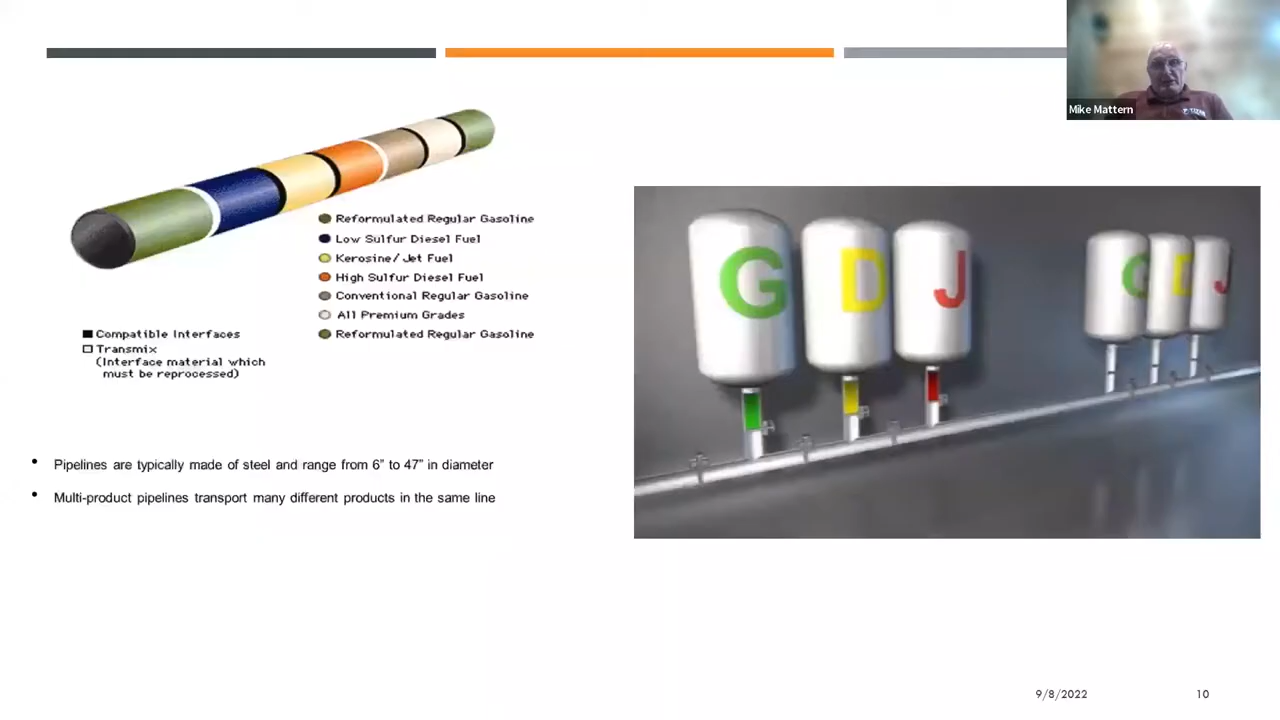 Mike Mattern
Reformulated Regular Gasoline
Low Sulfur Diesel Fuel
Kerosine/Jet Fuel
High Sulfur Diesel Fuel
Conventional Regular Gasoline
All Premium Grades
Reformulated Regular Gasoline
Compatible Interfaces
Transmix
(Interface material which
must be reprocessed)
G D J
G D J
• Pipelines are typically made of steel and range from 6” to 47” in diameter
• Multi-product pipelines transport many different products in the same line
9/8/2022 10